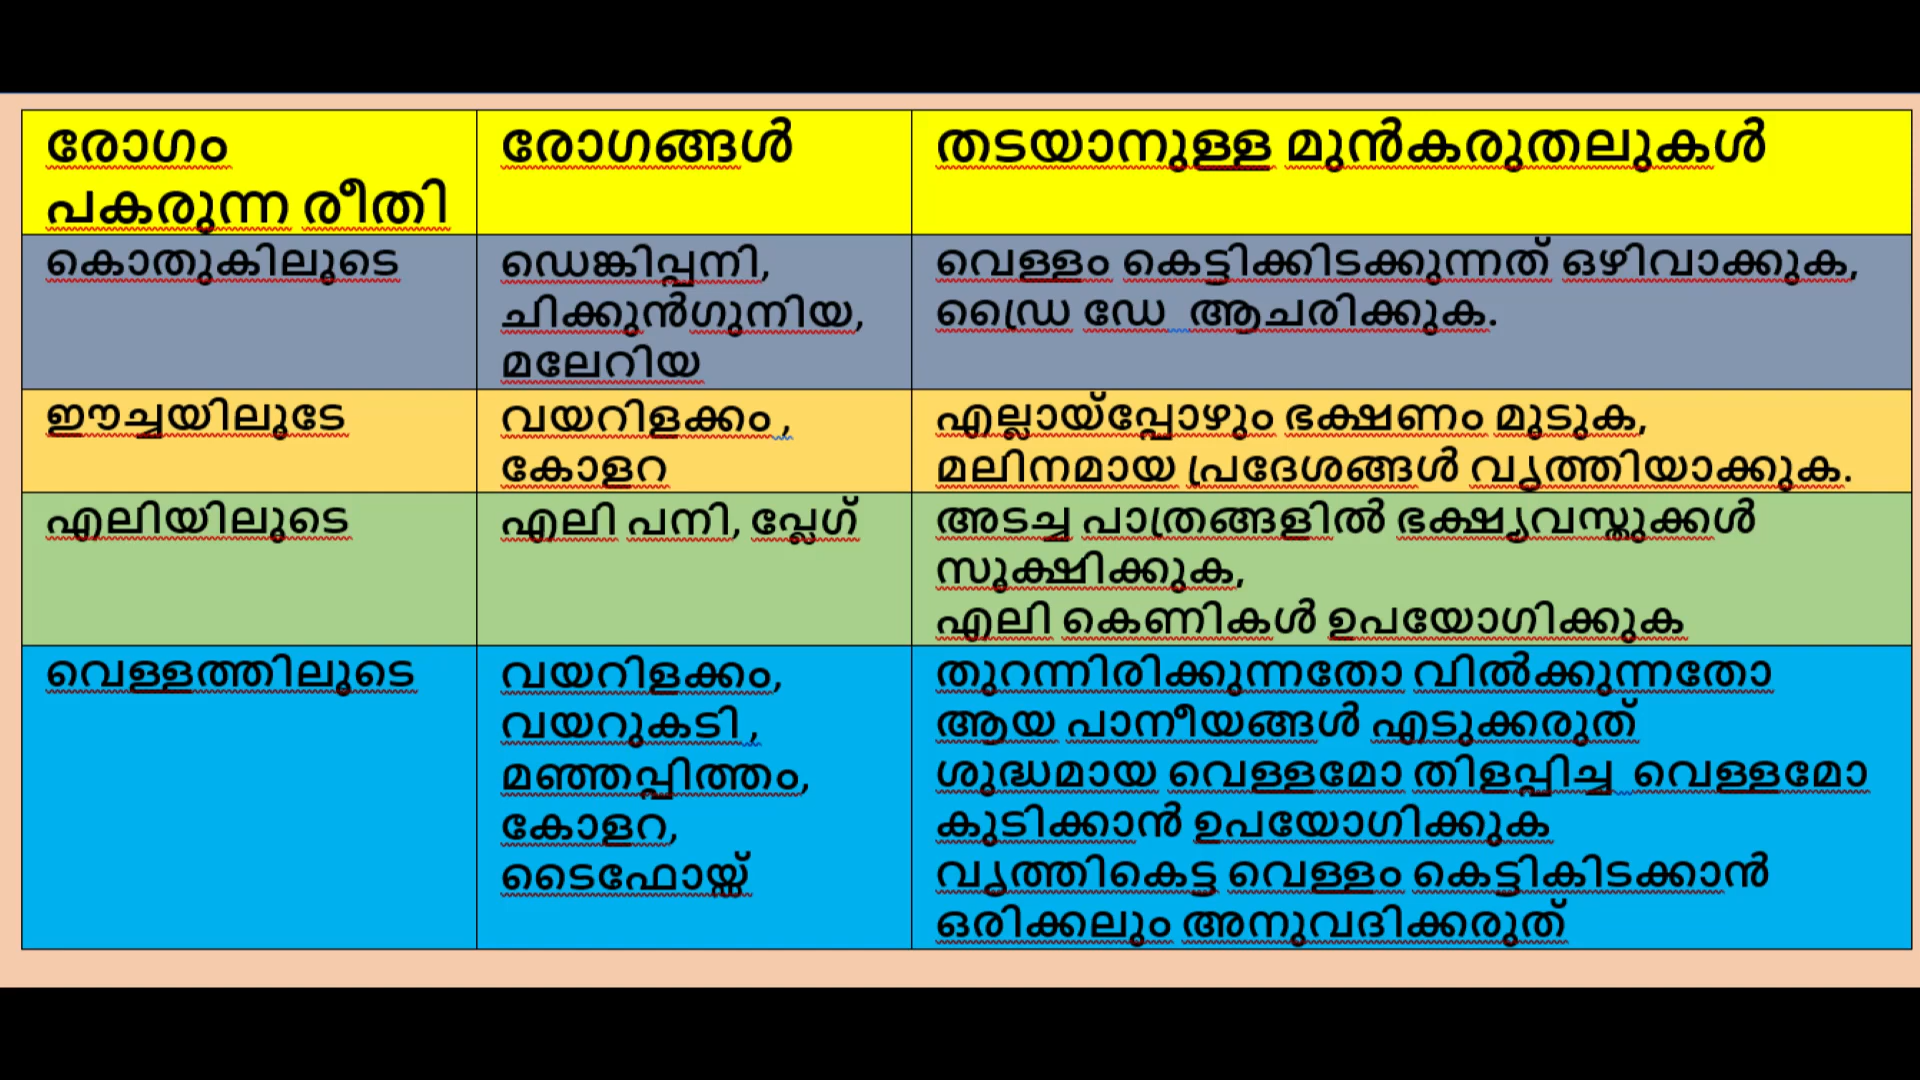 രോഗം
പകരുന്ന രീതി
രോഗങ്ങൾ
തടയാനുള്ള മുൻകരുതലുകൾ
കൊതുകിലൂടെ
ഡെങ്കിപ്പനി,
ചിക്കുൻഗുനിയ,
മലേറിയ
വെള്ളം കെട്ടിക്കിടക്കുന്നത് ഒഴിവാക്കുക,
ഡ്രൈ ഡേ ആചരിക്കുക.
ഈച്ചയിലൂടേ
വയറിളക്കം ,
കോളറ
എല്ലായ്പ്പോഴും ഭക്ഷണം മൂടുക,
മലിനമായ പ്രദേശങ്ങൾ വൃത്തിയാക്കുക.
എലിയിലൂടെ
എലി പനി, പ്ലേഗ്
അടച്ച പാത്രങ്ങളിൽ ഭക്ഷ്യവസ്തുക്കൾ
സൂക്ഷിക്കുക,
എലി കെണികൾ ഉപയോഗിക്കുക
വെള്ളത്തിലൂടെ
വയറിളക്കം,
വയറുകടി ,
മഞ്ഞപ്പിത്തം,
കോളറ,
ടൈഫോയ്ഡ്
തുറന്നിരിക്കുന്നതോ വിൽക്കുന്നതോ
ആയ പാനീയങ്ങൾ എടുക്കരുത്
ശുദ്ധമായ വെള്ളമോ തിളപ്പിച്ച വെള്ളമോ
കുടിക്കാൻ ഉപയോഗിക്കുക
വൃത്തികെട്ട വെള്ളം കെട്ടികിടക്കാൻ
ഒരിക്കലും അനുവദിക്കരുത്